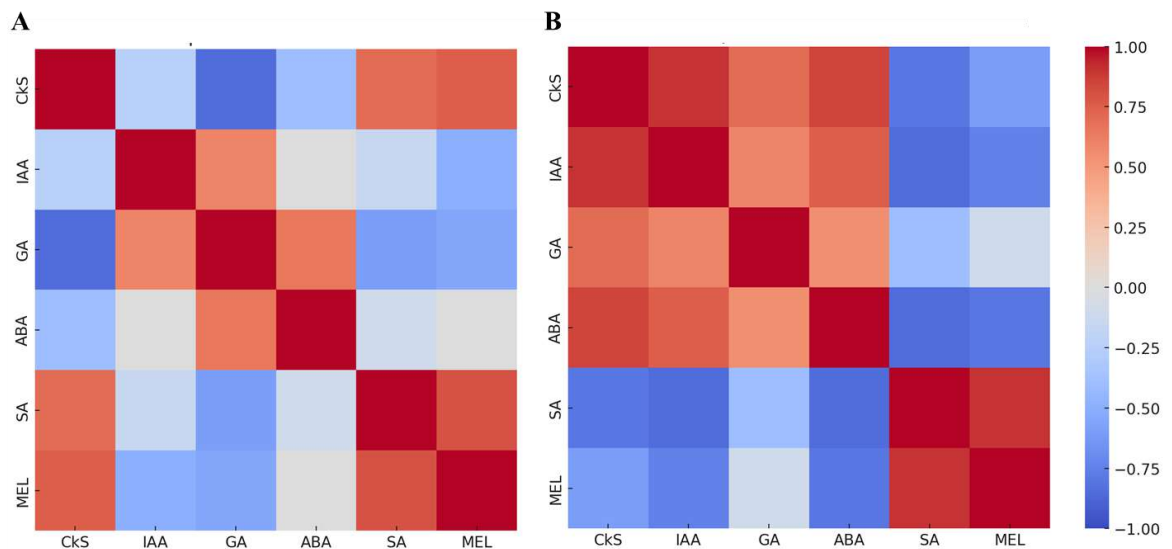 A
B
CkS
IAA
GA
ABA
SA
MEL
CkS IAA GA ABA SA MEL
CkS
IAA
GA
ABA
SA
MEL
CkS IAA GA ABA SA MEL
1.00
0.75
0.50
0.25
0.00
−0.25
−0.50
−0.75
−1.00